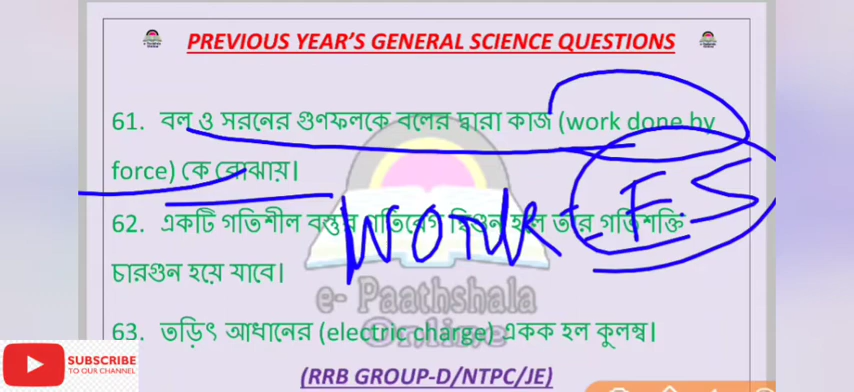 PREVIOUS YEAR'S GENERAL SCIENCE QUESTIONS
61. বল ও সরনের গুণফলকে বলের দ্বারা কাজ (work done by
force) কে বোঝায়।
62. একটি গতিশীল বস্তুর গতিবেগ দ্বিগুন হলে তার গতিশক্তি
Work = F.S
চারগুন হয়ে যাবে।
e- Paathshala
Online
63. তড়িৎ আধানের (electric charge) একক হল কুলম্ব।
SUBSCRIBE
TO OUR CHANNEL
(RRB GROUP-D/NTPC/JE)